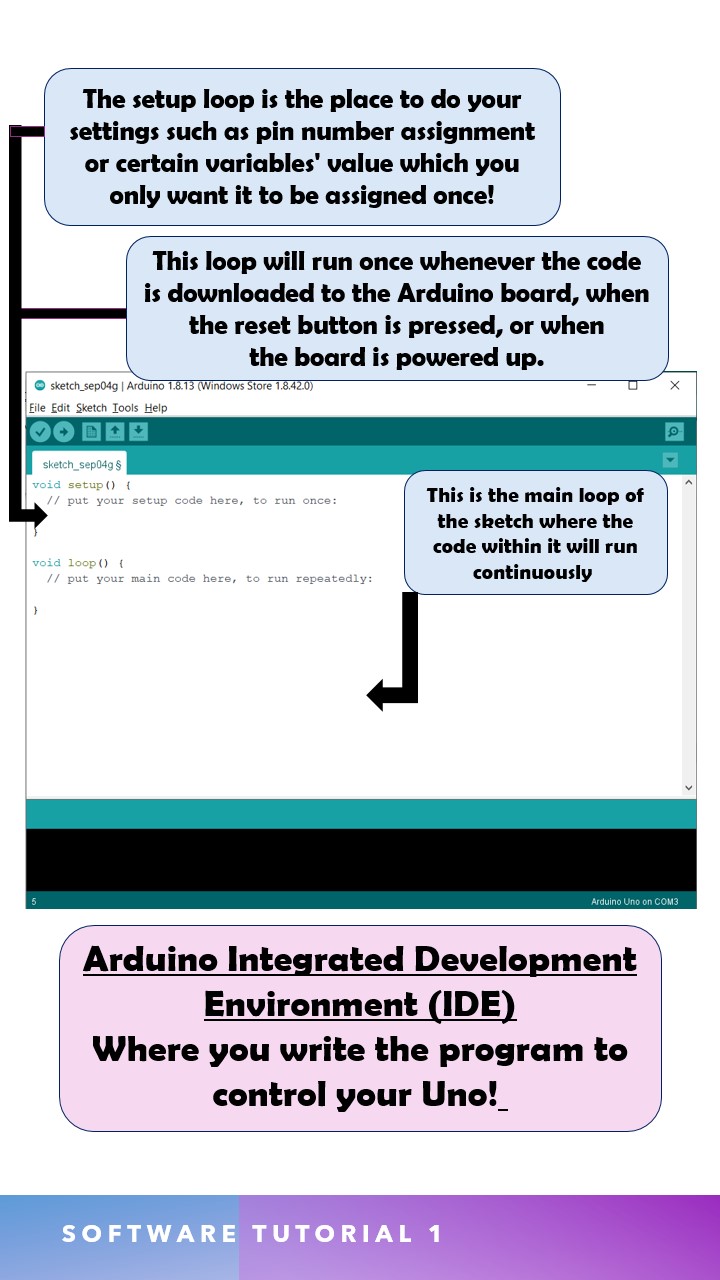 The setup loop is the place to do your
settings such as pin number assignment
or certain variables' value which you
only want it to be assigned once!
This loop will run once whenever the code
is downloaded to the Arduino board, when
the reset button is pressed, or when
the board is powered up.
sketch_sep04g | Arduino 1.8.13 (Windows Store 1.8.42.0)
File Edit Sketch Tools Help
sketch_sep04g §
void setup() {
// put your setup code here, to run once:
}
void loop() {
// put your main code here, to run repeatedly:
}
This is the main loop of
the sketch where the
code within it will run
continuously
5
Arduino Uno on COM3
Arduino Integrated Development
Environment (IDE)
Where you write the program to
control your Uno!
SOFTWARE TUTORIAL 1